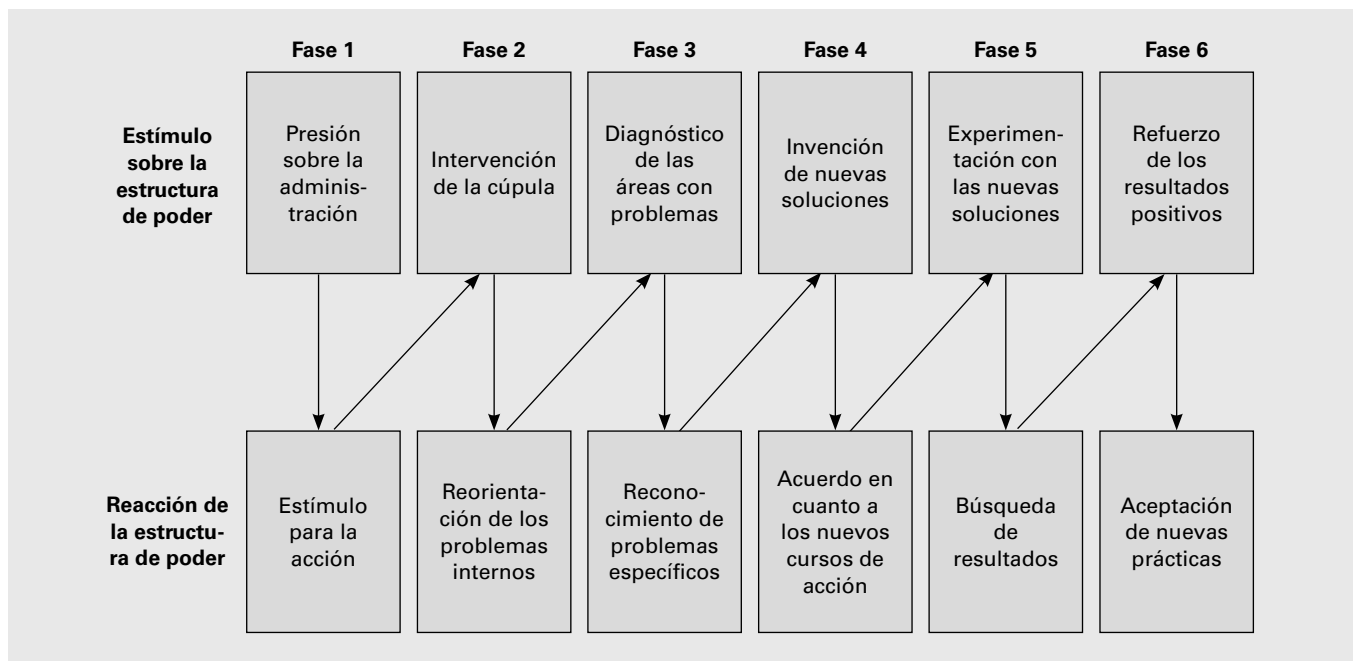 Fase 1
Fase 2
Fase 3
Fase 4
Fase 5
Fase 6
Estímulo
sobre la
estructura
de poder
Presión
sobre la
adminis-
tración
Intervención
de la cúpula
Diagnóstico
de las
áreas con
problemas
Invención
de nuevas
soluciones
Experimen-
tación con
las nuevas
soluciones
Refuerzo
de los
resultados
positivos
Reacción de
la estructu-
ra de poder
Estímulo
para la
acción
Reorienta-
ción de los
problemas
internos
Recono-
cimiento de
problemas
específicos
Acuerdo en
cuanto a
los nuevos
cursos de
acción
Búsqueda
de
resultados
Aceptación
de nuevas
prácticas